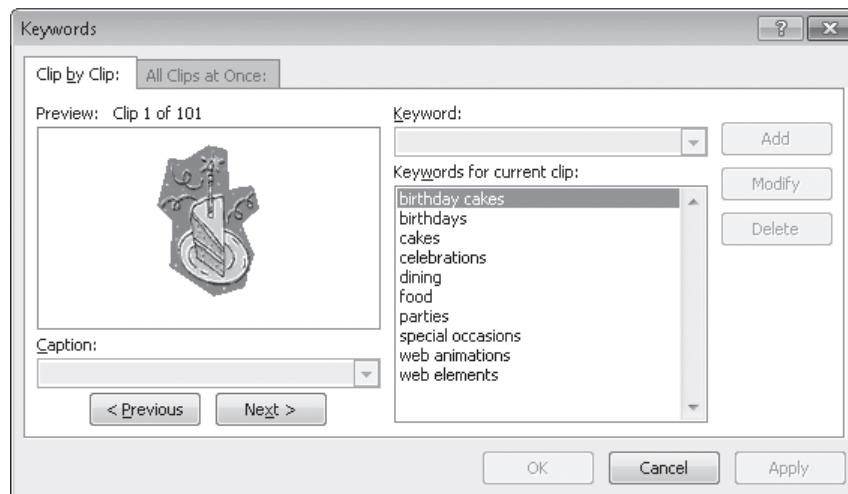 Keywords
Clip by Clip:
All Clips at Once:
Preview: Clip 1 of 101
Caption:
< Previous
Next >
Keyword:
Keywords for current clip:
birthday cakes
birthdays
cakes
celebrations
dining
food
parties
special occasions
web animations
web elements
Add
Modify
Delete
OK
Cancel
Apply